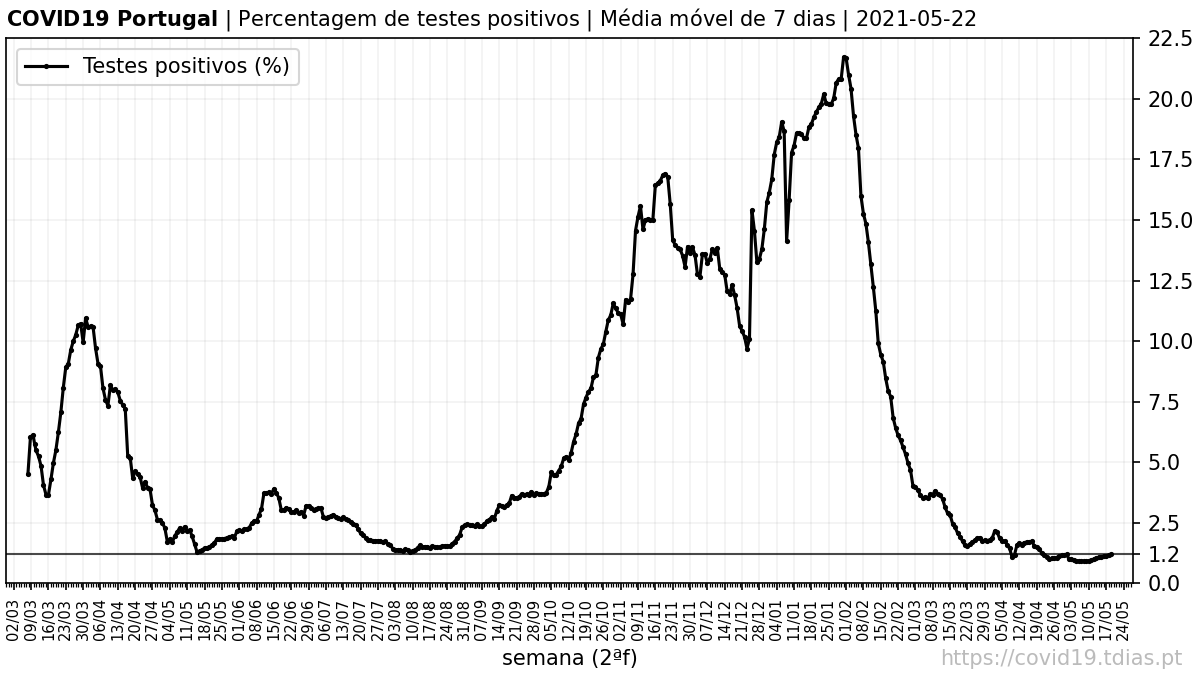 COVID19 Portugal | Percentagem de testes positivos | Média móvel de 7 dias | 2021-05-22
Testes positivos (%)
22.5
20.0
17.5
15.0
12.5
10.0
7.5
5.0
2.5
1.2
0.0
02/03 09/03 16/03 23/03 30/03 06/04 13/04 20/04 27/04 04/05 11/05 18/05 25/05 01/06 08/06 15/06 22/06 29/06 06/07 13/07 20/07 27/07 03/08 10/08 17/08 24/08 31/08 07/09 14/09 21/09 28/09 05/10 12/10 19/10 26/10 02/11 09/11 16/11 23/11 30/11 07/12 14/12 21/12 28/12 04/01 11/01 18/01 25/01 01/02 08/02 15/02 22/02 01/03 08/03 15/03 22/03 29/03 05/04 12/04 19/04 26/04 03/05 10/05 17/05 24/05
semana (2ªf)
https://covid19.tdias.pt